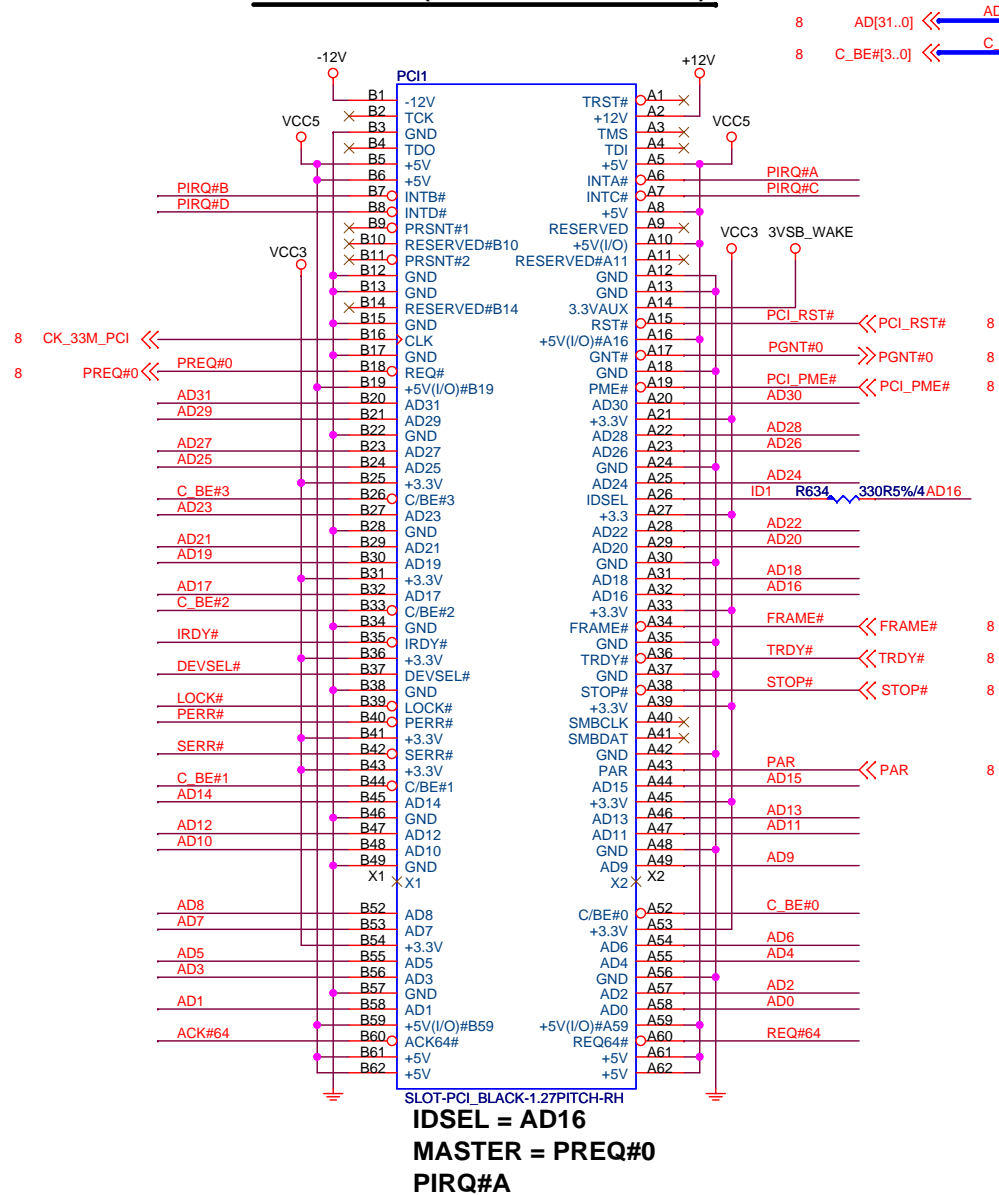 8 AD[31..0] AD
8 C_BE#[3..0] C_
-12V +12V
PCI1
B1 -12V TRST# A1
B2 TCK +12V A2
B3 GND TMS A3
VCC5 B4 TDO TDI A4 VCC5
B5 +5V +5V A5
B6 +5V INTA# A6 PIRQ#A
PIRQ#B B7 INTB# INTC# A7 PIRQ#C
PIRQ#D B8 INTD# +5V A8
B9 PRSNT#1 RESERVED A9
B10 RESERVED#B10 +5V(I/O) A10 VCC3 3VSB_WAKE
VCC3 B11 PRSNT#2 RESERVED#A11 A11
B12 GND GND A12
B13 GND GND A13
B14 RESERVED#B14 3.3VAUX A14
B15 GND RST# A15 PCI_RST# PCI_RST# 8
8 CK_33M_PCI B16 CLK +5V(I/O)#A16 A16
B17 GND GNT# A17 PGNT#0 PGNT#0 8
8 PREQ#0 PREQ#0 B18 REQ# GND A18
B19 +5V(I/O)#B19 PME# A19 PCI_PME# PCI_PME# 8
AD31 B20 AD31 AD30 A20 AD30
AD29 B21 AD29 +3.3V A21
B22 GND AD28 A22 AD28
AD27 B23 AD27 AD26 A23 AD26
AD25 B24 AD25 GND A24
B25 +3.3V AD24 A25 AD24
C_BE#3 B26 C/BE#3 IDSEL A26 ID1 R634 330R5%/4 AD16
AD23 B27 AD23 +3.3 A27
B28 GND AD22 A28 AD22
AD21 B29 AD21 AD20 A29 AD20
AD19 B30 AD19 GND A30
B31 +3.3V AD18 A31 AD18
AD17 B32 AD17 AD16 A32 AD16
C_BE#2 B33 C/BE#2 +3.3V A33
B34 GND FRAME# A34 FRAME# FRAME# 8
IRDY# B35 IRDY# GND A35
B36 +3.3V TRDY# A36 TRDY# TRDY# 8
DEVSEL# B37 DEVSEL# GND A37
B38 GND STOP# A38 STOP# STOP# 8
LOCK# B39 LOCK# +3.3V A39
PERR# B40 PERR# SMBCLK A40
B41 +3.3V SMBDAT A41
SERR# B42 SERR# GND A42
B43 +3.3V PAR A43 PAR PAR 8
C_BE#1 B44 C/BE#1 AD15 A44 AD15
AD14 B45 AD14 +3.3V A45
B46 GND AD13 A46 AD13
AD12 B47 AD12 AD11 A47 AD11
AD10 B48 AD10 GND A48
B49 GND AD9 A49 AD9
X1 X1 X2 X2
AD8 B52 AD8 C/BE#0 A52 C_BE#0
AD7 B53 AD7 +3.3V A53
B54 +3.3V AD6 A54 AD6
AD5 B55 AD5 AD4 A55 AD4
AD3 B56 AD3 GND A56
B57 GND AD2 A57 AD2
AD1 B58 AD1 AD0 A58 AD0
B59 +5V(I/O)#B59 +5V(I/O)#A59 A59
ACK#64 B60 ACK64# REQ64# A60 REQ#64
B61 +5V +5V A61
B62 +5V +5V A62
SLOT-PCI_BLACK-1.27PITCH-RH
IDSEL = AD16
MASTER = PREQ#0
PIRQ#A